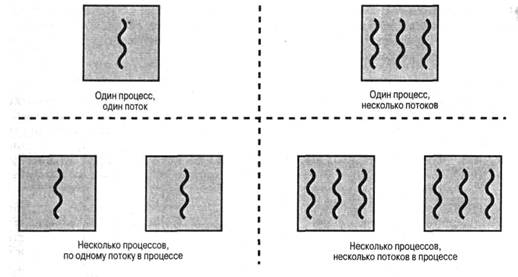 Один процесс,
один поток
Один процесс,
несколько потоков
Несколько процессов,
по одному потоку в процессе
Несколько процессов,
несколько потоков в процессе